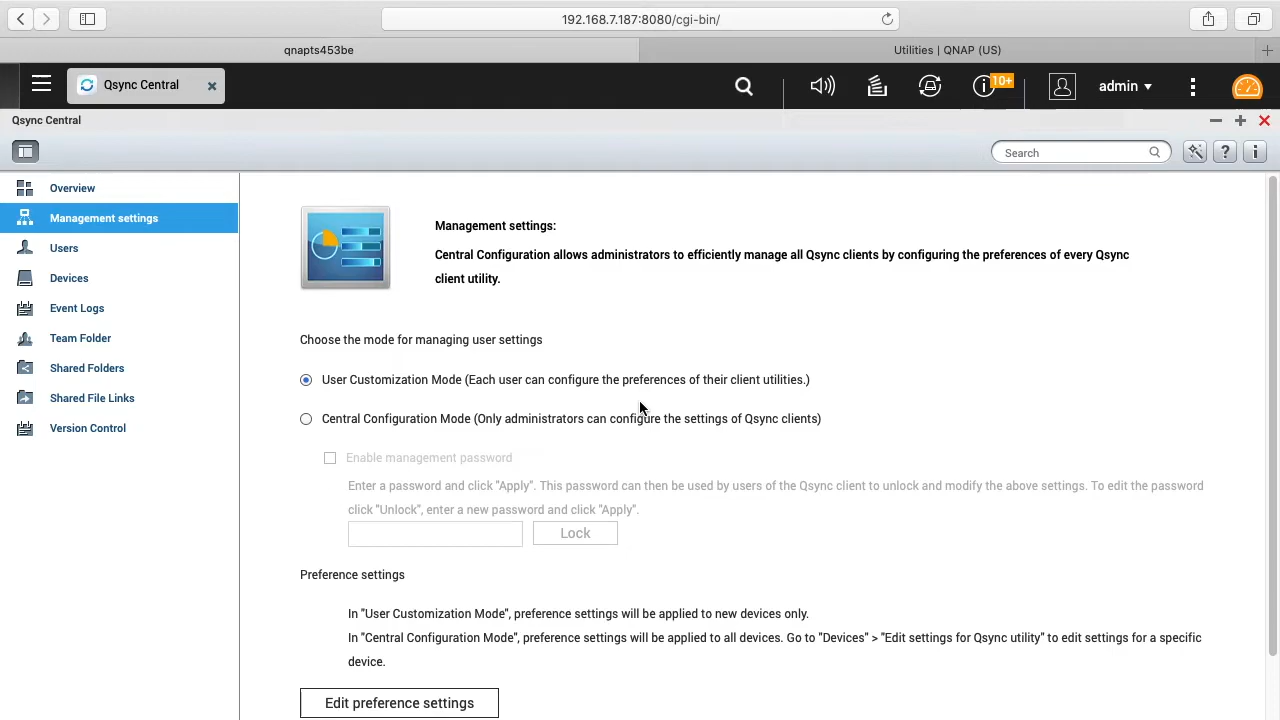 192.168.7.187:8080/cgi-bin/
qnapts453be
Utilities | QNAP (US)
Qsync Central
10+
admin
Qsync Central
Search
?
i
Overview
Management settings
Users
Devices
Event Logs
Team Folder
Shared Folders
Shared File Links
Version Control
Management settings:
Central Configuration allows administrators to efficiently manage all Qsync clients by configuring the preferences of every Qsync
client utility.
Choose the mode for managing user settings
User Customization Mode (Each user can configure the preferences of their client utilities.)
Central Configuration Mode (Only administrators can configure the settings of Qsync clients)
Enable management password
Enter a password and click "Apply". This password can then be used by users of the Qsync client to unlock and modify the above settings. To edit the password
click "Unlock", enter a new password and click "Apply".
Lock
Preference settings
In "User Customization Mode", preference settings will be applied to new devices only.
In "Central Configuration Mode", preference settings will be applied to all devices. Go to "Devices" > "Edit settings for Qsync utility" to edit settings for a specific
device.
Edit preference settings